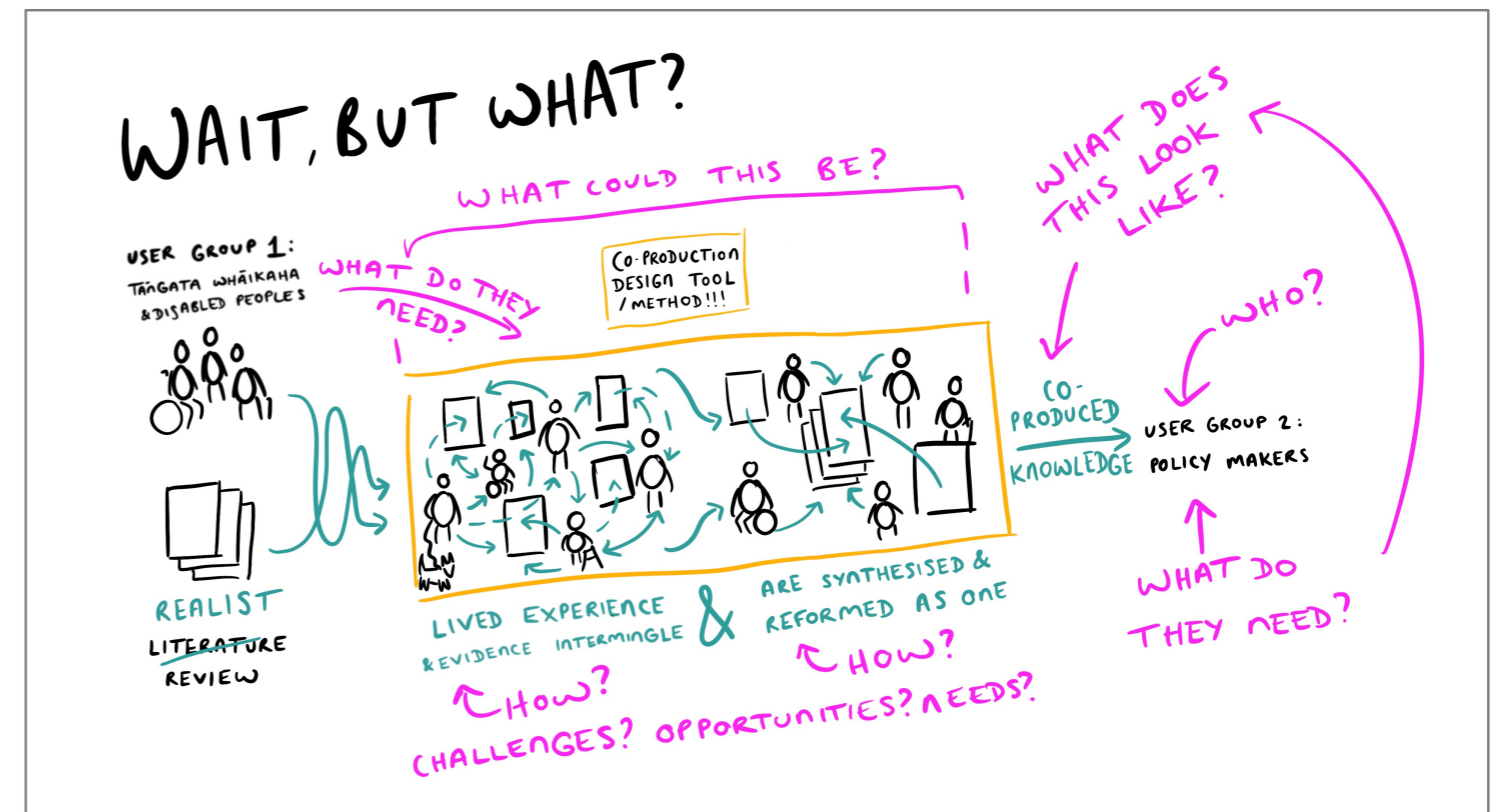 WAIT, BUT WHAT?
WHAT COULD THIS BE?
WHAT DOES
THIS LOOK
LIKE?
USER GROUP 1:
TĀNGATA WHĀIKAHA
& DISABLED PEOPLES
WHAT DO THEY
NEED?
CO-PRODUCTION
DESIGN TOOL
/METHOD!!!
WHO?
CO-
PRODUCED
KNOWLEDGE
USER GROUP 2:
POLICY MAKERS
REALIST
LITERATURE
REVIEW
LIVED EXPERIENCE
& EVIDENCE INTERMINGLE
&
ARE SYNTHESISED &
REFORMED AS ONE
WHAT DO
THEY NEED?
HOW?
HOW?
CHALLENGES? OPPORTUNITIES? NEEDS?